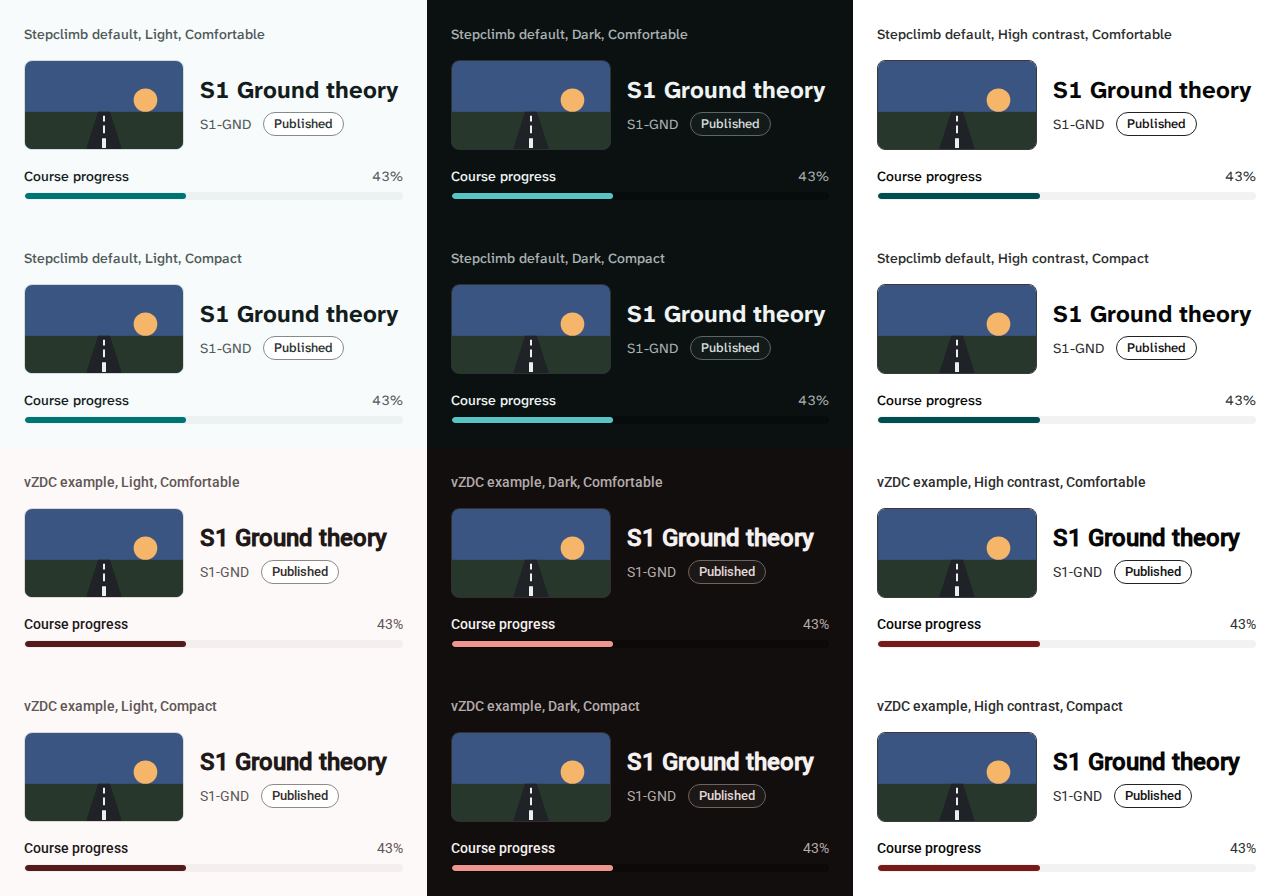 Stepclimb default, Light, Comfortable
S1 Ground theory
S1-GND Published
Course progress 43%
Stepclimb default, Dark, Comfortable
S1 Ground theory
S1-GND Published
Course progress 43%
Stepclimb default, High contrast, Comfortable
S1 Ground theory
S1-GND Published
Course progress 43%
Stepclimb default, Light, Compact
S1 Ground theory
S1-GND Published
Course progress 43%
Stepclimb default, Dark, Compact
S1 Ground theory
S1-GND Published
Course progress 43%
Stepclimb default, High contrast, Compact
S1 Ground theory
S1-GND Published
Course progress 43%
vZDC example, Light, Comfortable
S1 Ground theory
S1-GND Published
Course progress 43%
vZDC example, Dark, Comfortable
S1 Ground theory
S1-GND Published
Course progress 43%
vZDC example, High contrast, Comfortable
S1 Ground theory
S1-GND Published
Course progress 43%
vZDC example, Light, Compact
S1 Ground theory
S1-GND Published
Course progress 43%
vZDC example, Dark, Compact
S1 Ground theory
S1-GND Published
Course progress 43%
vZDC example, High contrast, Compact
S1 Ground theory
S1-GND Published
Course progress 43%